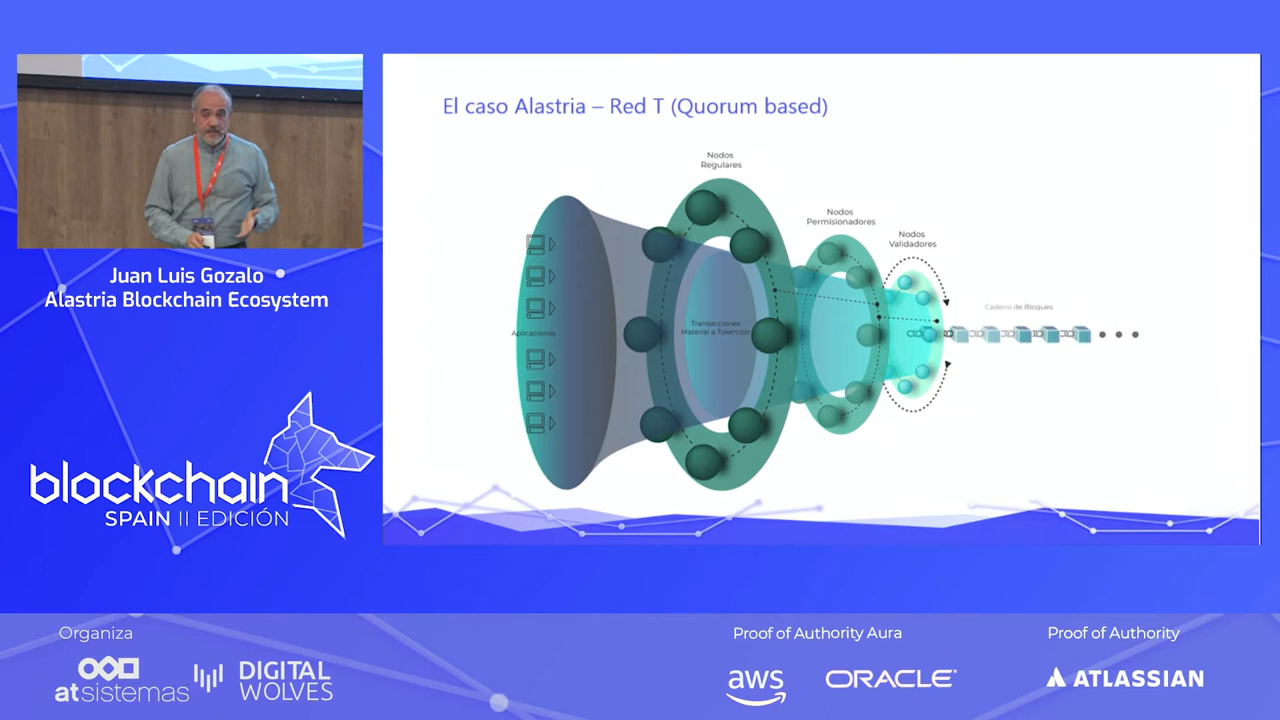 El caso Alastria – Red T (Quorum based)
Nodos
Regulares
Nodos
Permisionadores
Nodos
Validadores
Cadena de Bloques
Aplicaciones
Transacciones
Material a Tokenizar
Juan Luis Gozalo
Alastria Blockchain Ecosystem
blockchain
SPAIN II EDICIÓN
Organiza
atsistemas
DIGITAL
WOLVES
Proof of Authority Aura
aws
ORACLE
Proof of Authority
ATLASSIAN